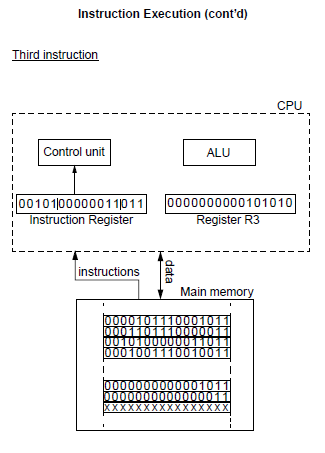 Instruction Execution (cont'd)
Third instruction
CPU
Control unit
ALU
00101|00000011|011
0000000000101010
Instruction Register
Register R3
instructions
data
Main memory
0000101110001011
0001101110000011
0010100000011011
0001001110010011
0000000000001011
0000000000000011
XXXXXXXXXXXXXXXX